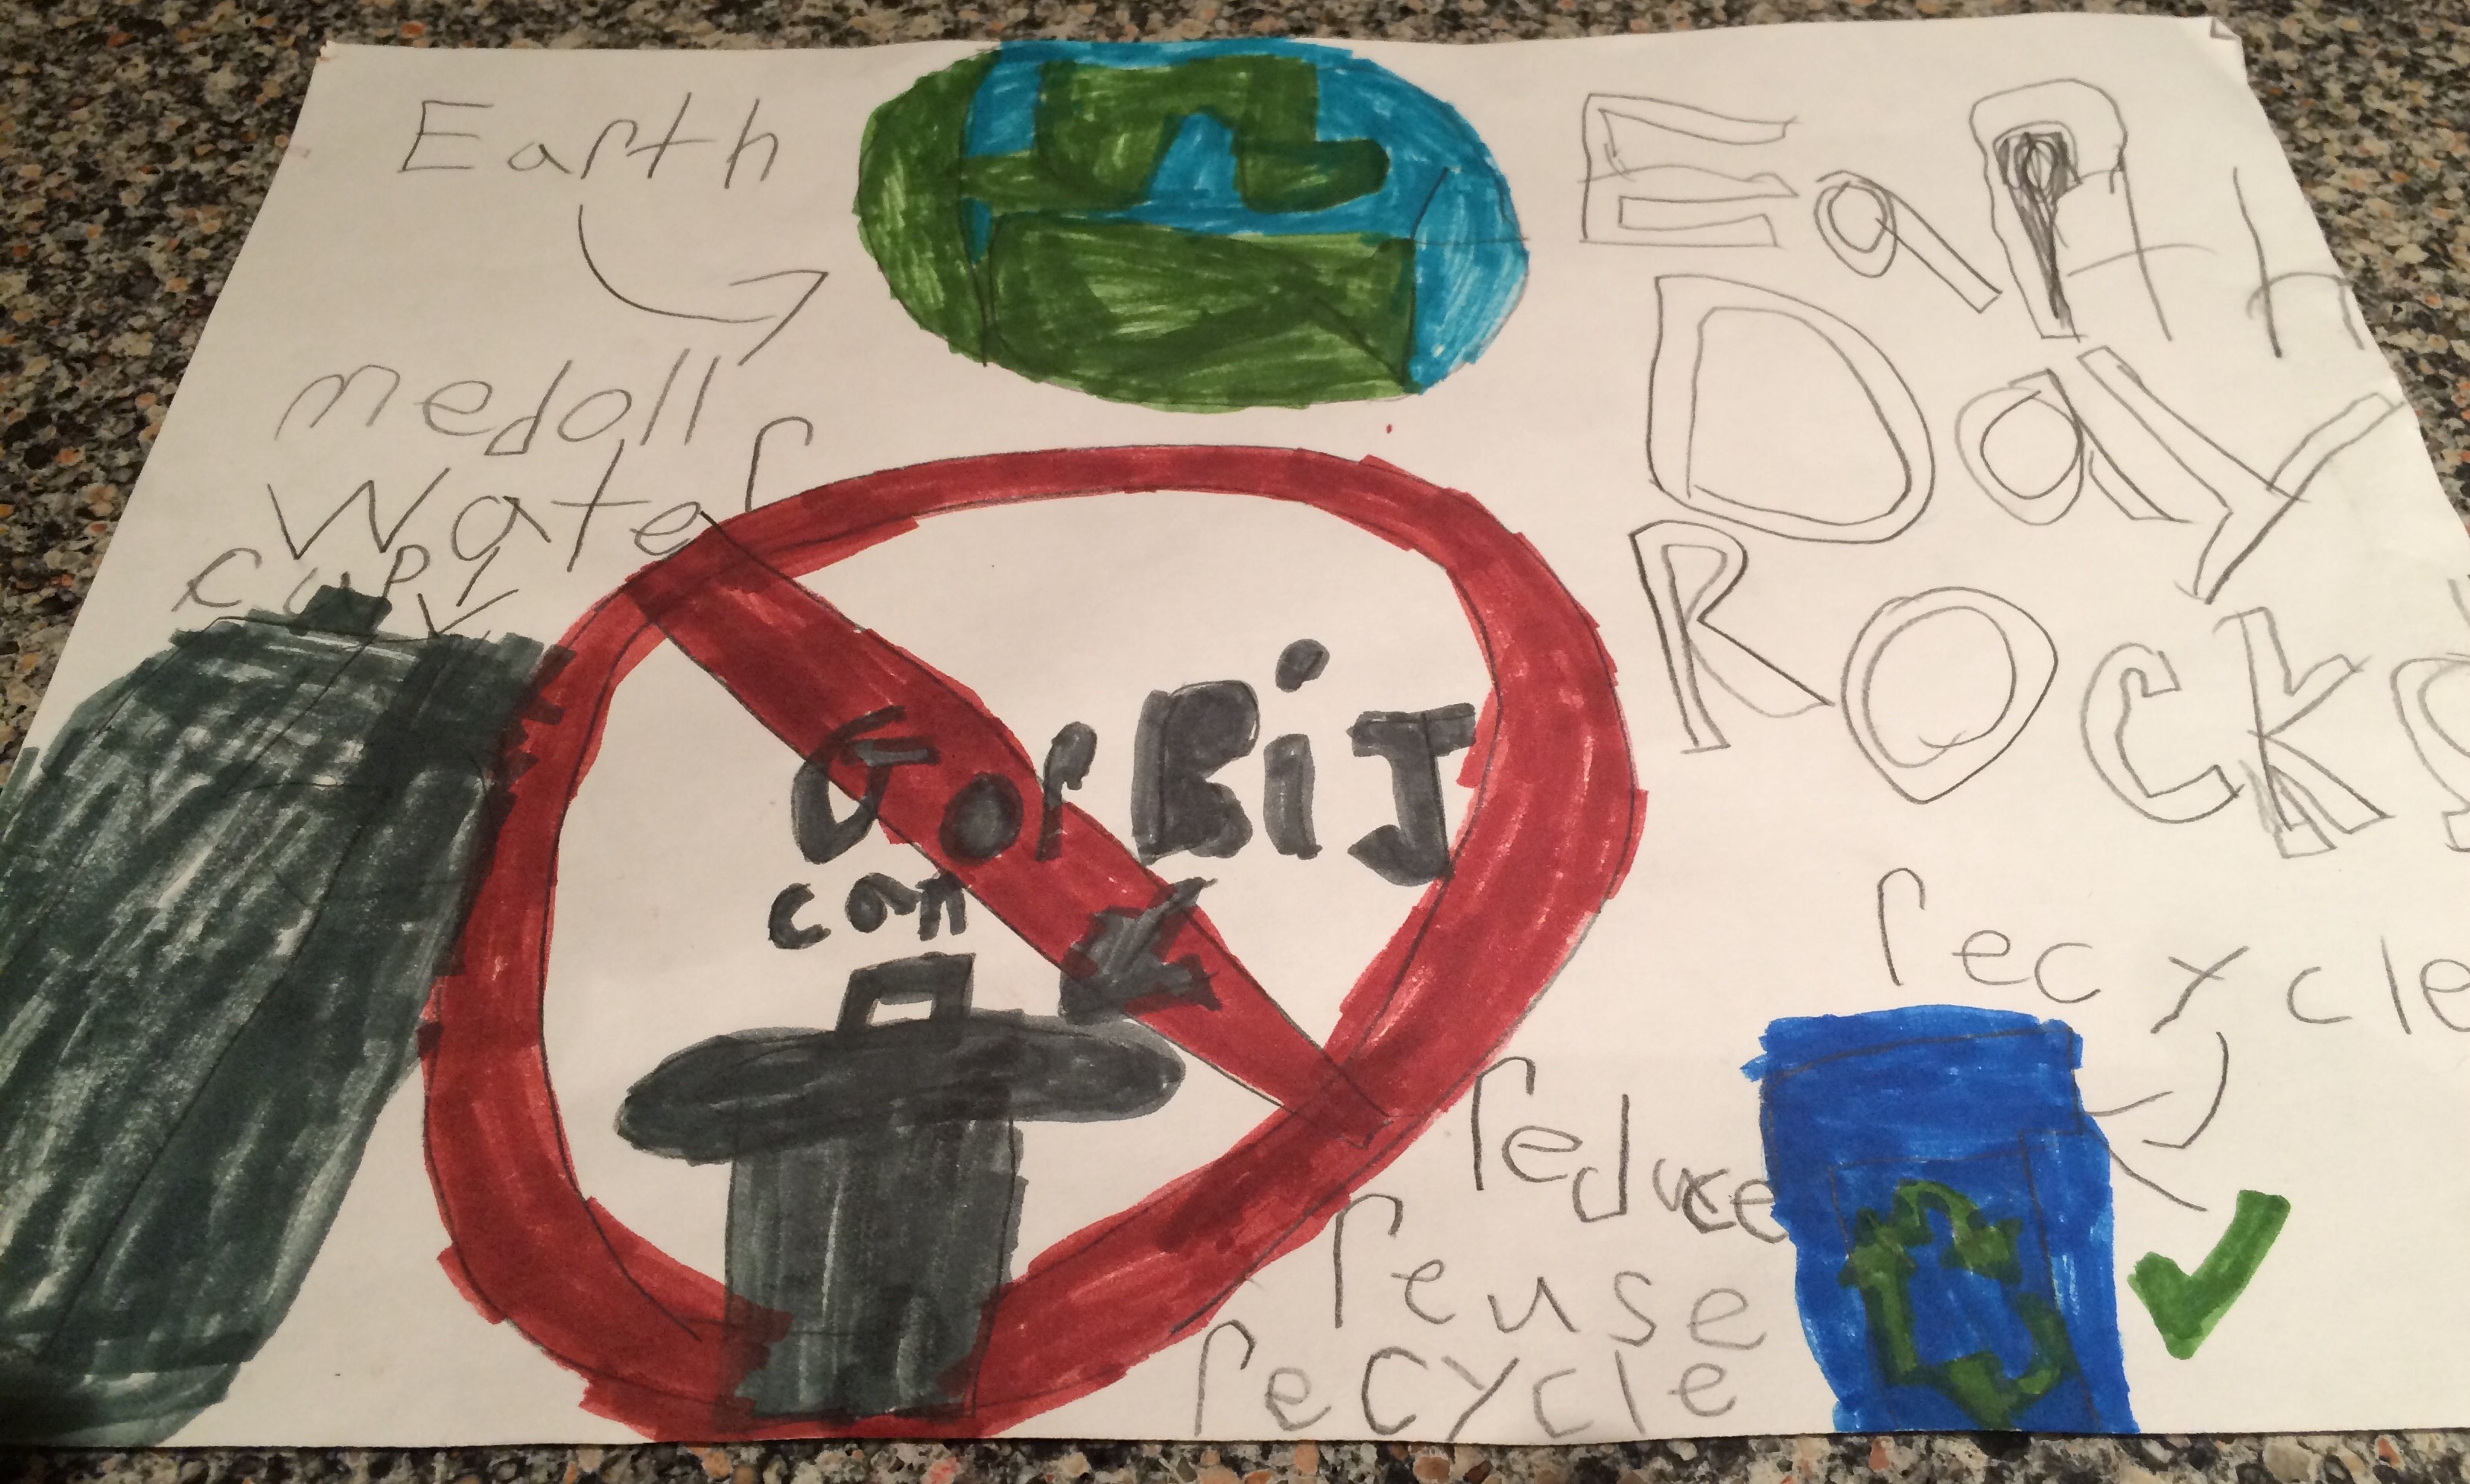 Earth
Earth
Day
Rocks
medoll
water
cup
GorBiJ
can
recycle
reduce
reuse
recycle